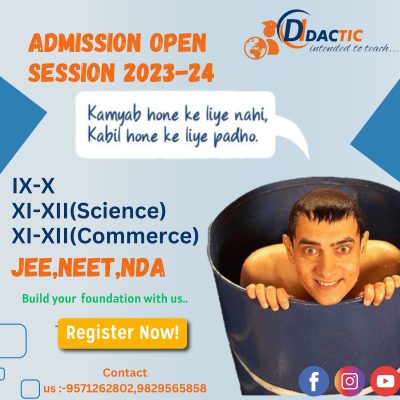 DIDACTIC
intended to teach...
ADMISSION OPEN
SESSION 2023-24
Kamyab hone ke liye nahi,
Kabil hone ke liye padho.
IX-X
XI-XII(Science)
XI-XII(Commerce)
JEE,NEET,NDA
Build your foundation with us..
Register Now!
Contact
us :-9571262802,9829565858